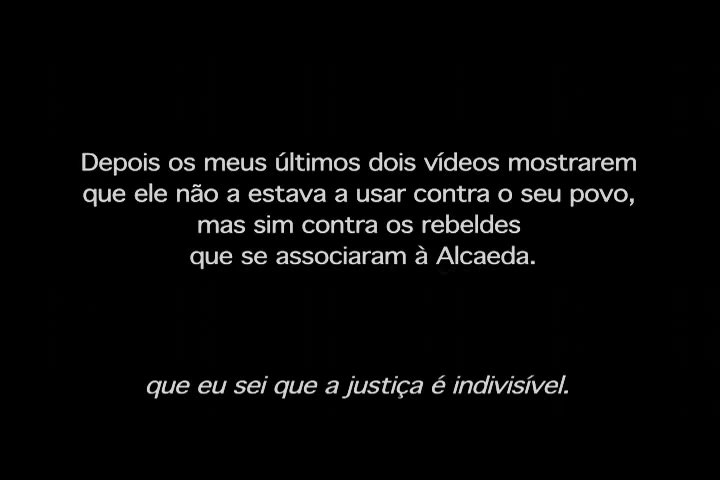 Depois os meus últimos dois vídeos mostrarem
que ele não a estava a usar contra o seu povo,
mas sim contra os rebeldes
que se associaram à Alcaeda.
que eu sei que a justiça é indivisível.